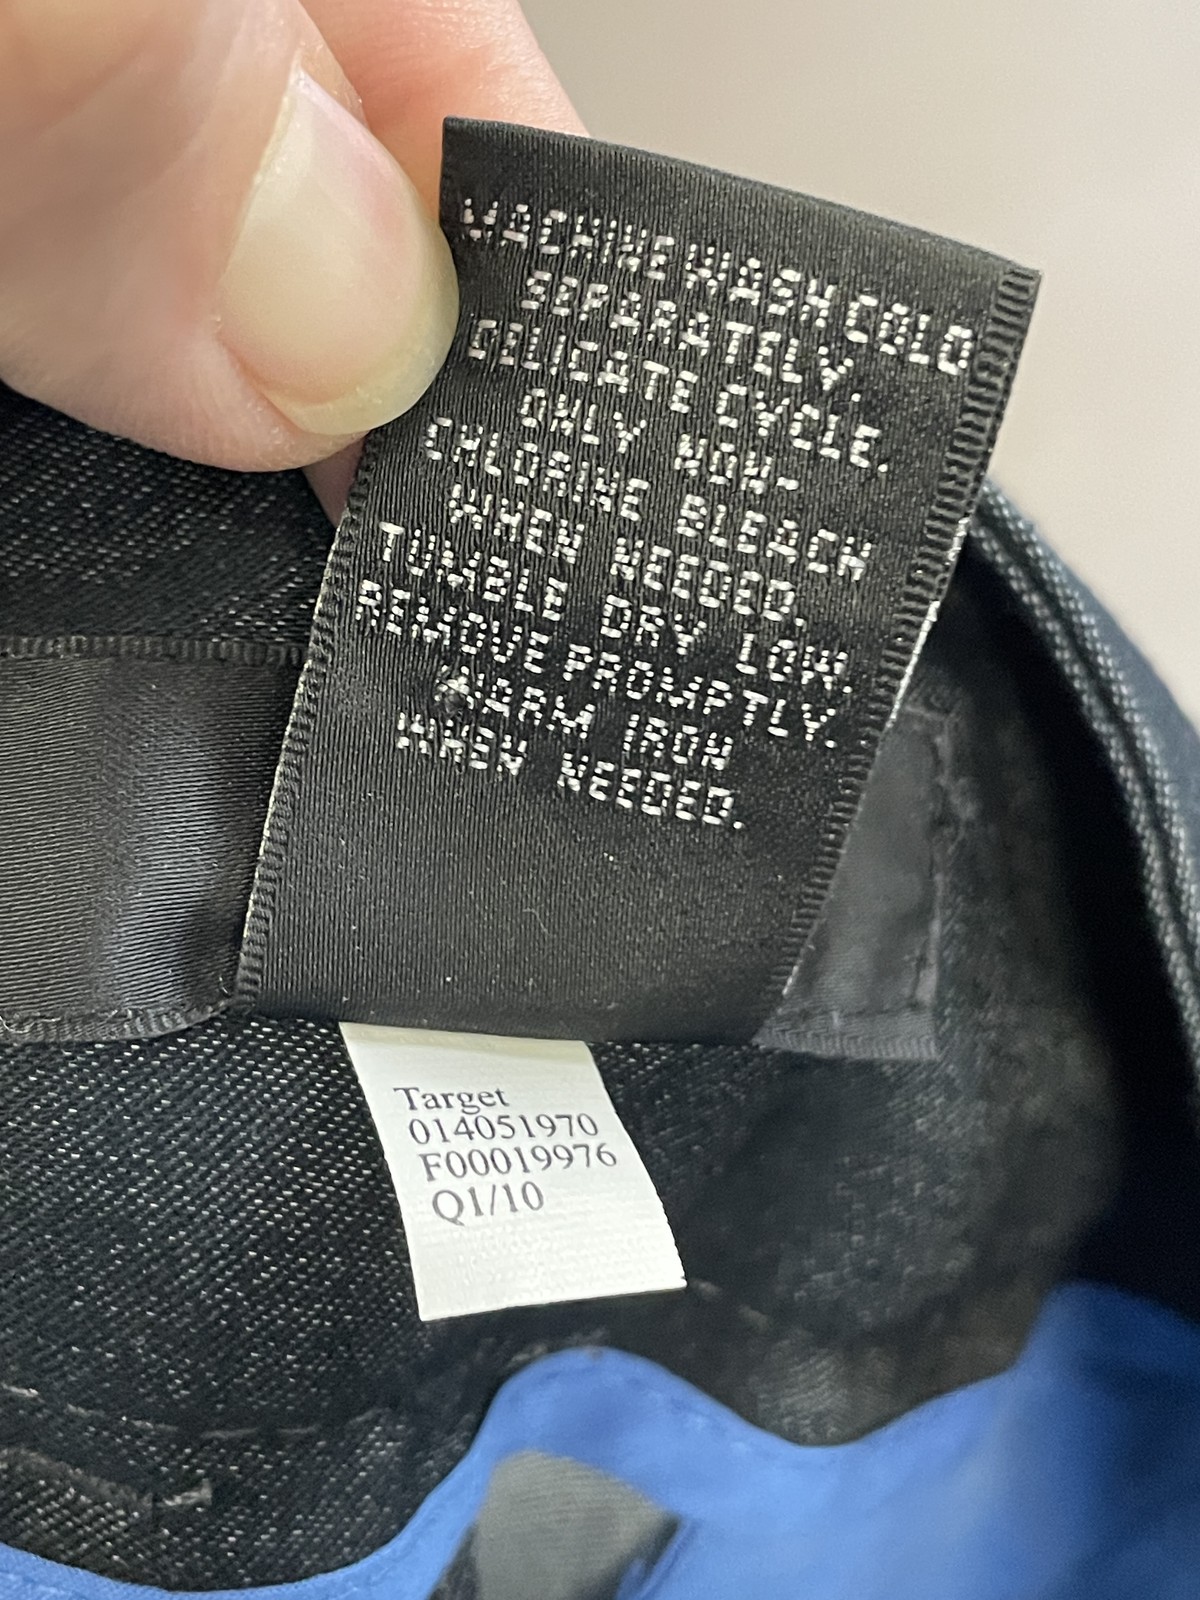 MACHINE WASH COLD
SEPARATELY.
DELICATE CYCLE.
ONLY NON-
CHLORINE BLEACH
WHEN NEEDED.
TUMBLE DRY LOW.
REMOVE PROMPTLY.
WARM IRON
WHEN NEEDED.
Target
014051970
F00019976
Q1/10